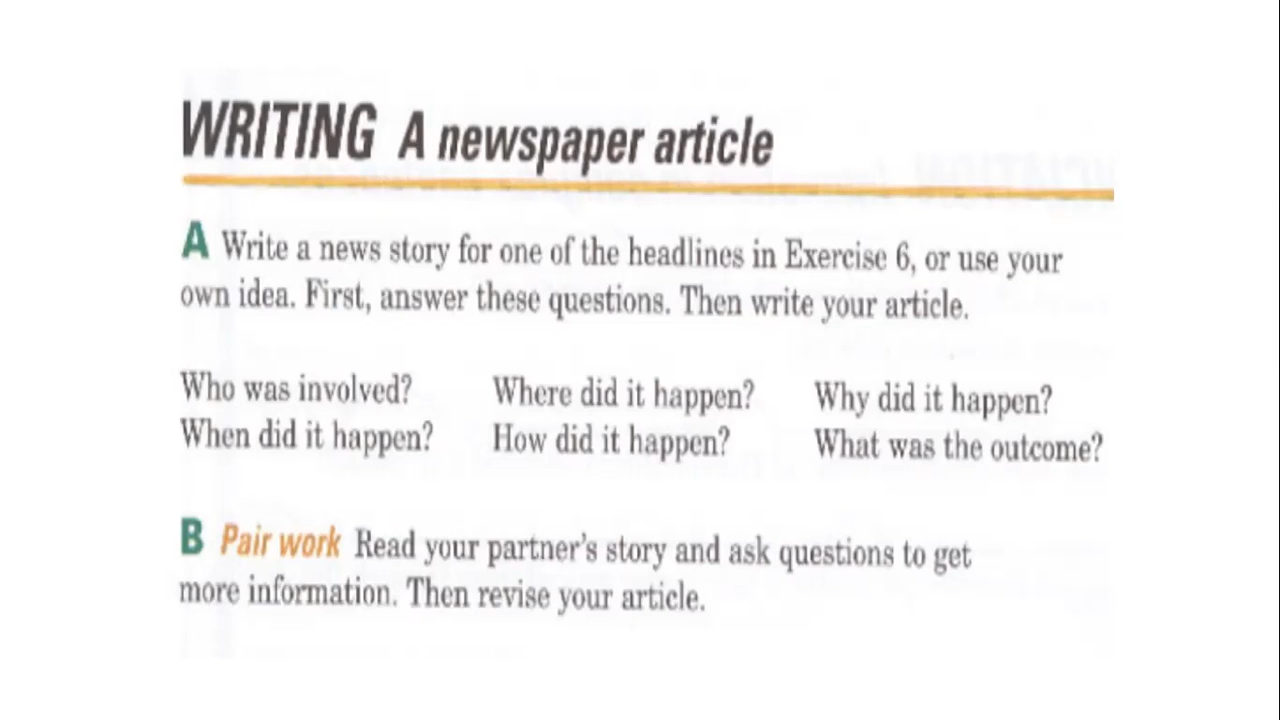 WRITING A newspaper article
A Write a news story for one of the headlines in Exercise 6, or use your
own idea. First, answer these questions. Then write your article.
Who was involved? Where did it happen? Why did it happen?
When did it happen? How did it happen? What was the outcome?
B Pair work Read your partner's story and ask questions to get
more information. Then revise your article.